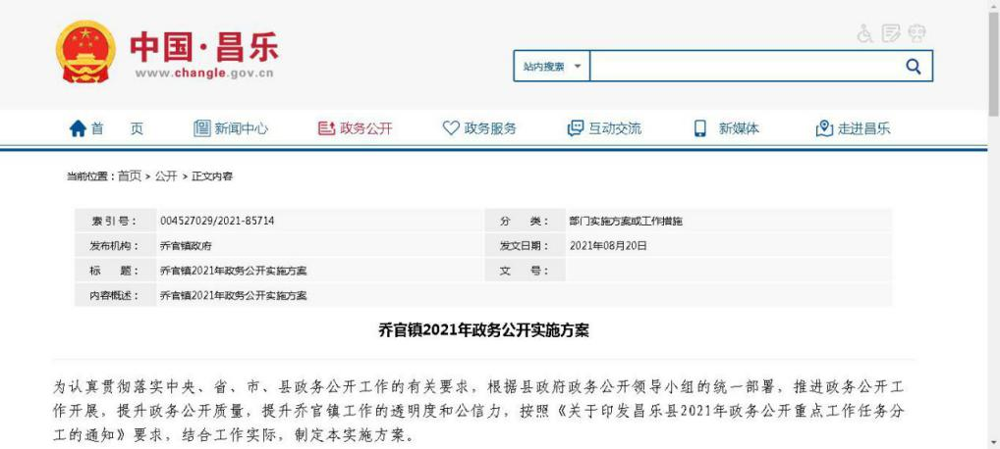 中国·昌乐
www.changle.gov.cn
站内搜索
首 页 新闻中心 政务公开 政务服务 互动交流 新媒体 走进昌乐
当前位置：首页 > 公开 > 正文内容
索引号： 004527029/2021-85714 分 类： 部门实施方案或工作措施
发布机构： 乔官镇政府 发文日期： 2021年08月20日
标 题： 乔官镇2021年政务公开实施方案 文 号：
内容概述： 乔官镇2021年政务公开实施方案
乔官镇2021年政务公开实施方案
为认真贯彻落实中央、省、市、县政务公开工作的有关要求，根据县政府政务公开领导小组的统一部署，推进政务公开工
作开展，提升政务公开质量，提升乔官镇工作的透明度和公信力，按照《关于印发昌乐县2021年政务公开重点工作任务分
工的通知》要求，结合工作实际，制定本实施方案。